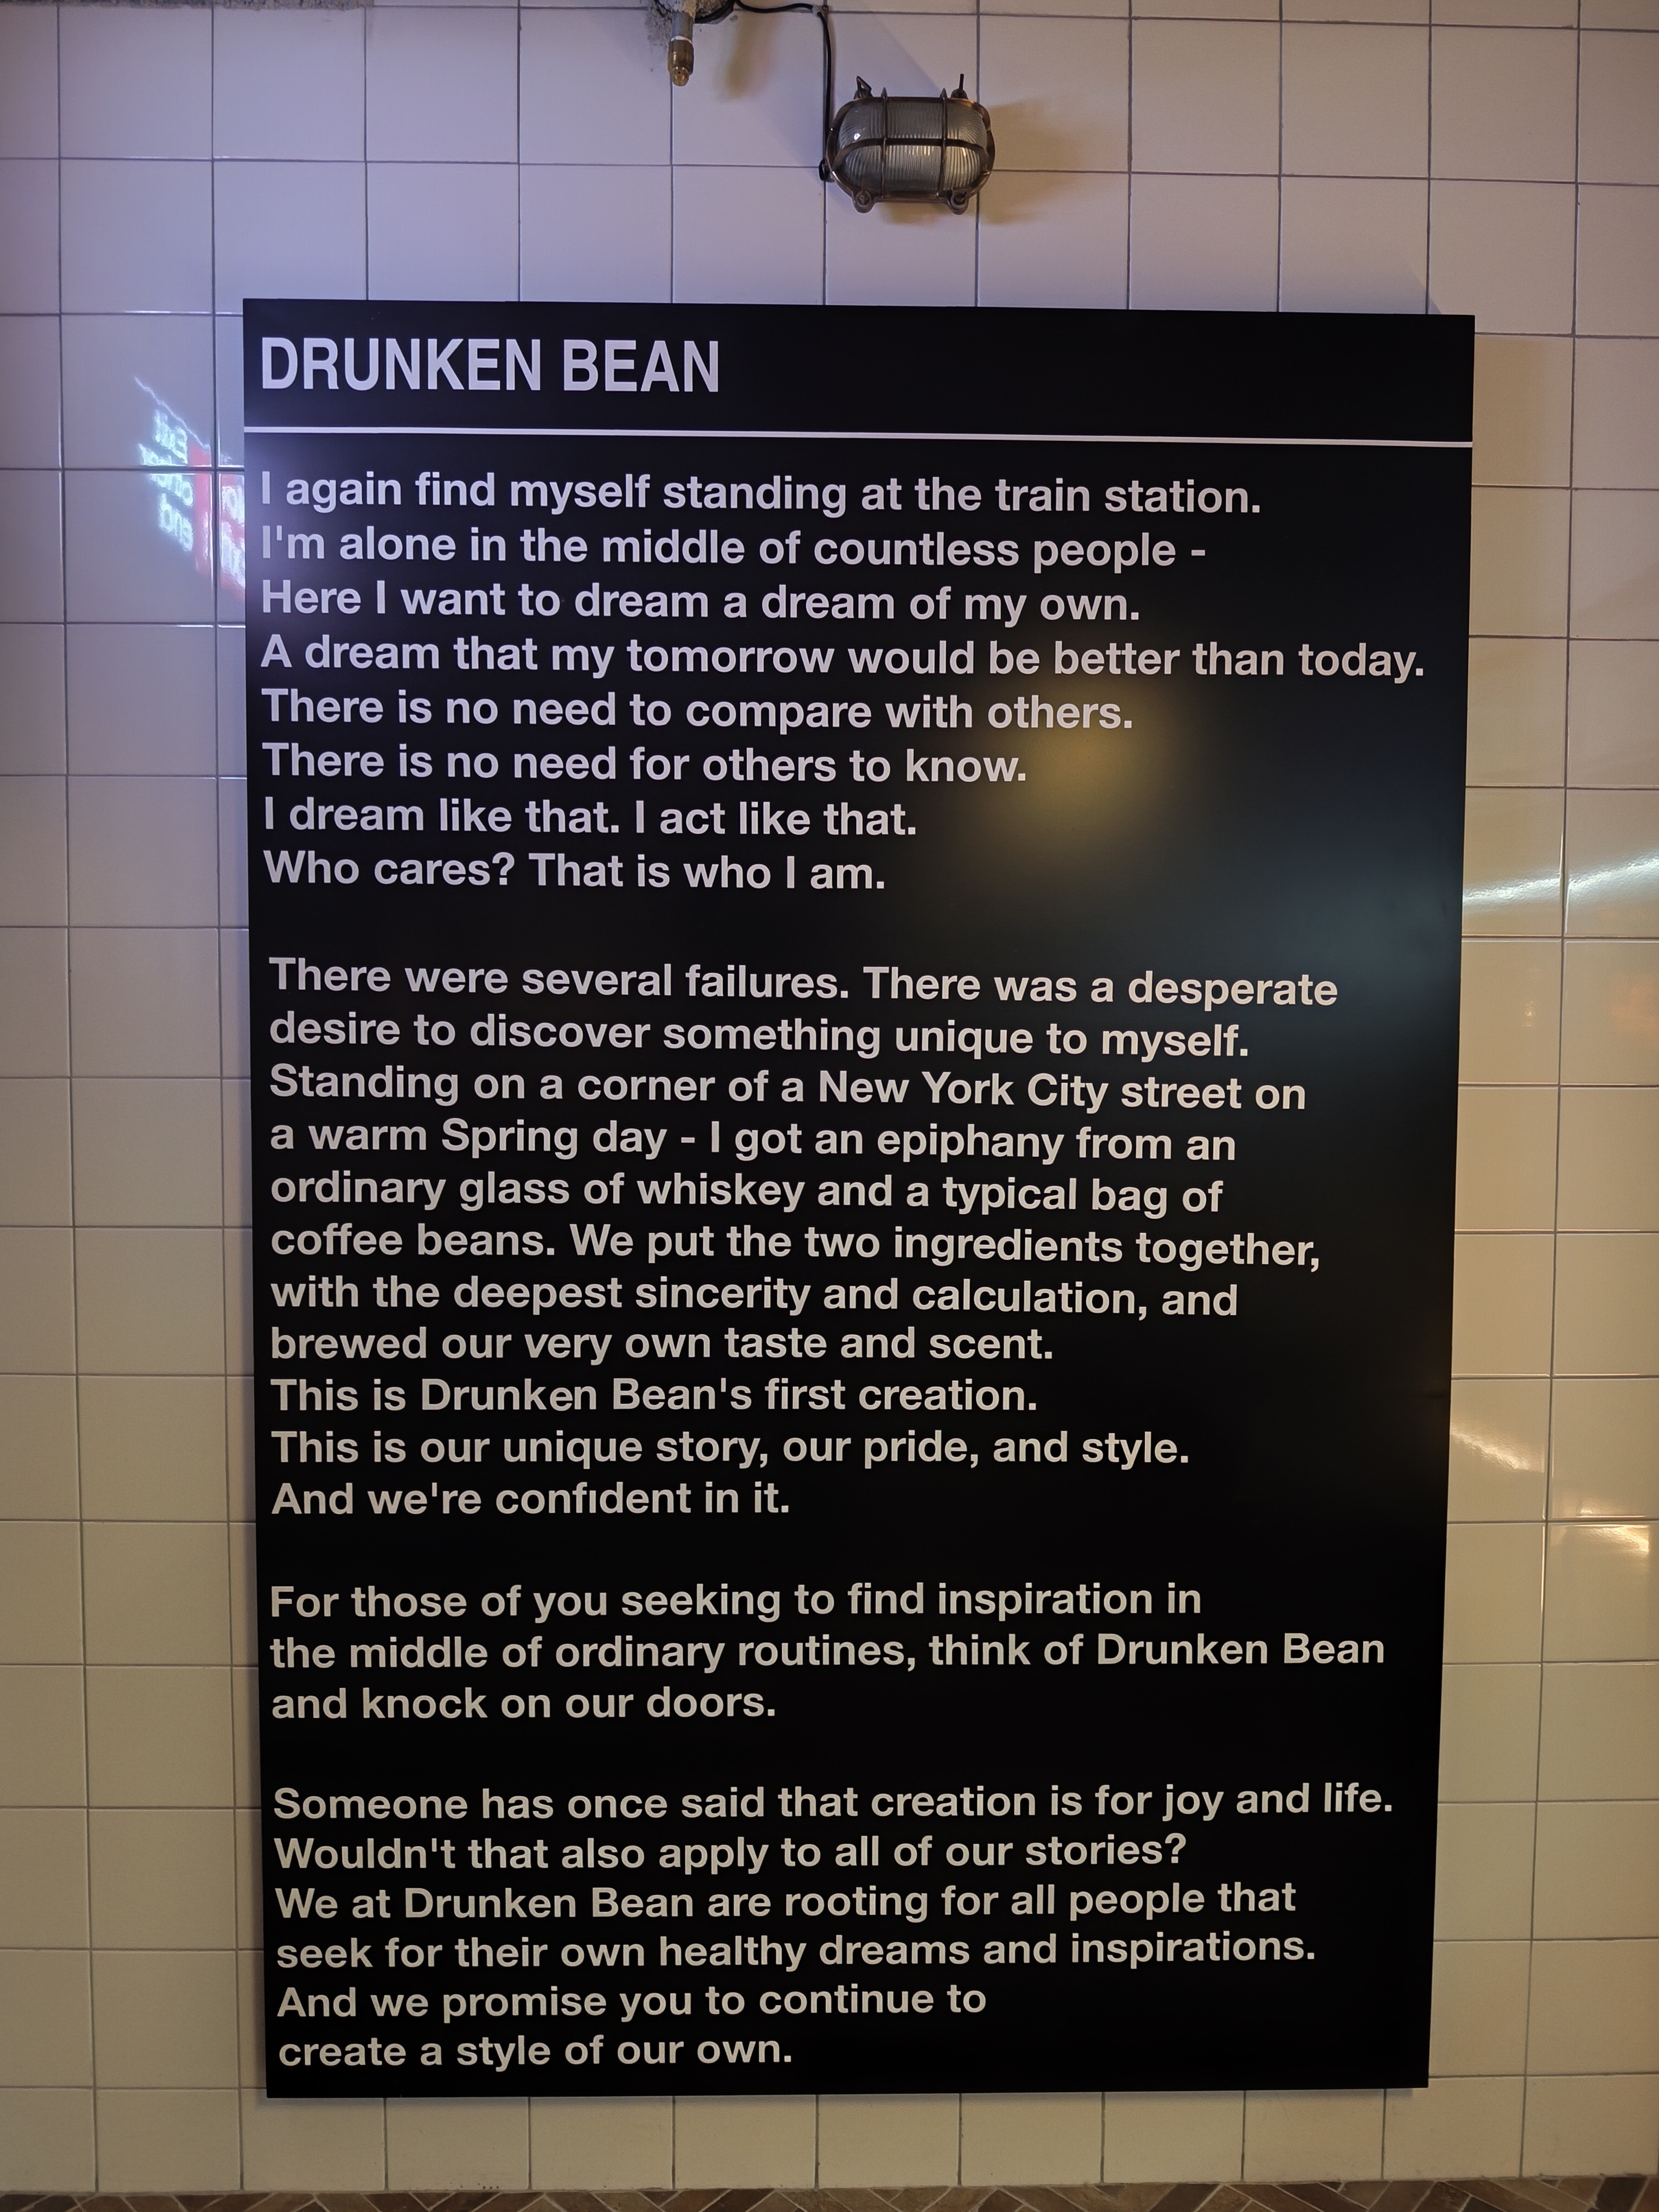 DRUNKEN BEAN
I again find myself standing at the train station.
I'm alone in the middle of countless people -
Here I want to dream a dream of my own.
A dream that my tomorrow would be better than today.
There is no need to compare with others.
There is no need for others to know.
I dream like that. I act like that.
Who cares? That is who I am.
There were several failures. There was a desperate
desire to discover something unique to myself.
Standing on a corner of a New York City street on
a warm Spring day - I got an epiphany from an
ordinary glass of whiskey and a typical bag of
coffee beans. We put the two ingredients together,
with the deepest sincerity and calculation, and
brewed our very own taste and scent.
This is Drunken Bean's first creation.
This is our unique story, our pride, and style.
And we're confident in it.
For those of you seeking to find inspiration in
the middle of ordinary routines, think of Drunken Bean
and knock on our doors.
Someone has once said that creation is for joy and life.
Wouldn't that also apply to all of our stories?
We at Drunken Bean are rooting for all people that
seek for their own healthy dreams and inspirations.
And we promise you to continue to
create a style of our own.